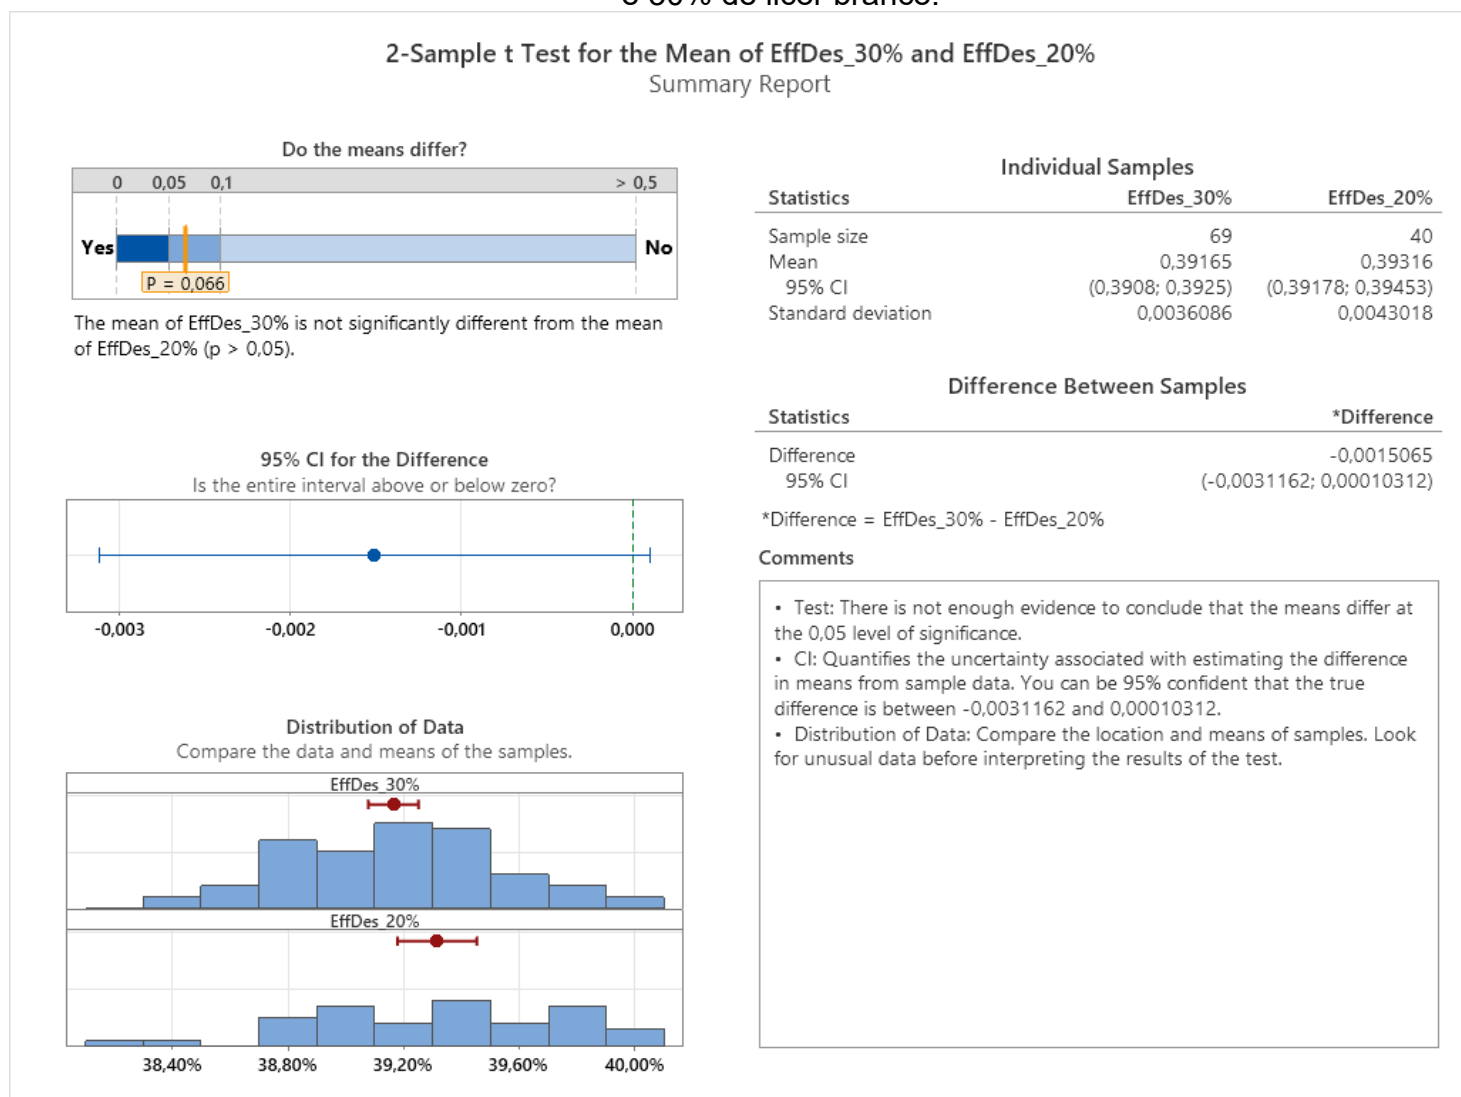 2-Sample t Test for the Mean of EffDes_30% and EffDes_20%
Summary Report
Do the means differ?
0 0,05 0,1 > 0,5
Yes No
P = 0,066
The mean of EffDes_30% is not significantly different from the mean
of EffDes_20% (p > 0,05).
95% CI for the Difference
Is the entire interval above or below zero?
-0,003 -0,002 -0,001 0,000
Distribution of Data
Compare the data and means of the samples.
EffDes_30%
EffDes_20%
38,40% 38,80% 39,20% 39,60% 40,00%
Individual Samples
Statistics EffDes_30% EffDes_20%
Sample size 69 40
Mean 0,39165 0,39316
95% CI (0,3908; 0,3925) (0,39178; 0,39453)
Standard deviation 0,0036086 0,0043018
Difference Between Samples
Statistics *Difference
Difference -0,0015065
95% CI (-0,0031162; 0,00010312)
*Difference = EffDes_30% - EffDes_20%
Comments
• Test: There is not enough evidence to conclude that the means differ at
the 0,05 level of significance.
• CI: Quantifies the uncertainty associated with estimating the difference
in means from sample data. You can be 95% confident that the true
difference is between -0,0031162 and 0,00010312.
• Distribution of Data: Compare the location and means of samples. Look
for unusual data before interpreting the results of the test.